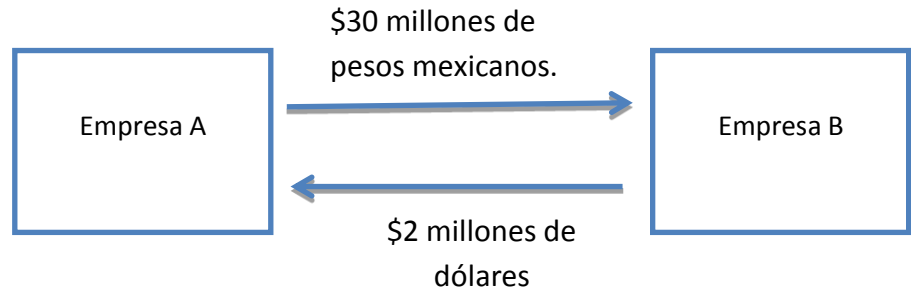 $30 millones de
pesos mexicanos.
Empresa A
Empresa B
$2 millones de
dólares